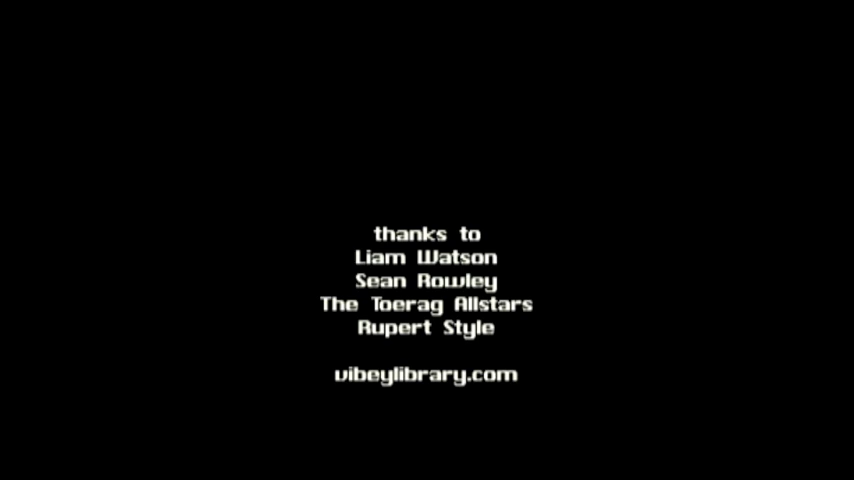 thanks to
Liam Watson
Sean Rowley
The Toerag Allstars
Rupert Style
vibeylibrary.com